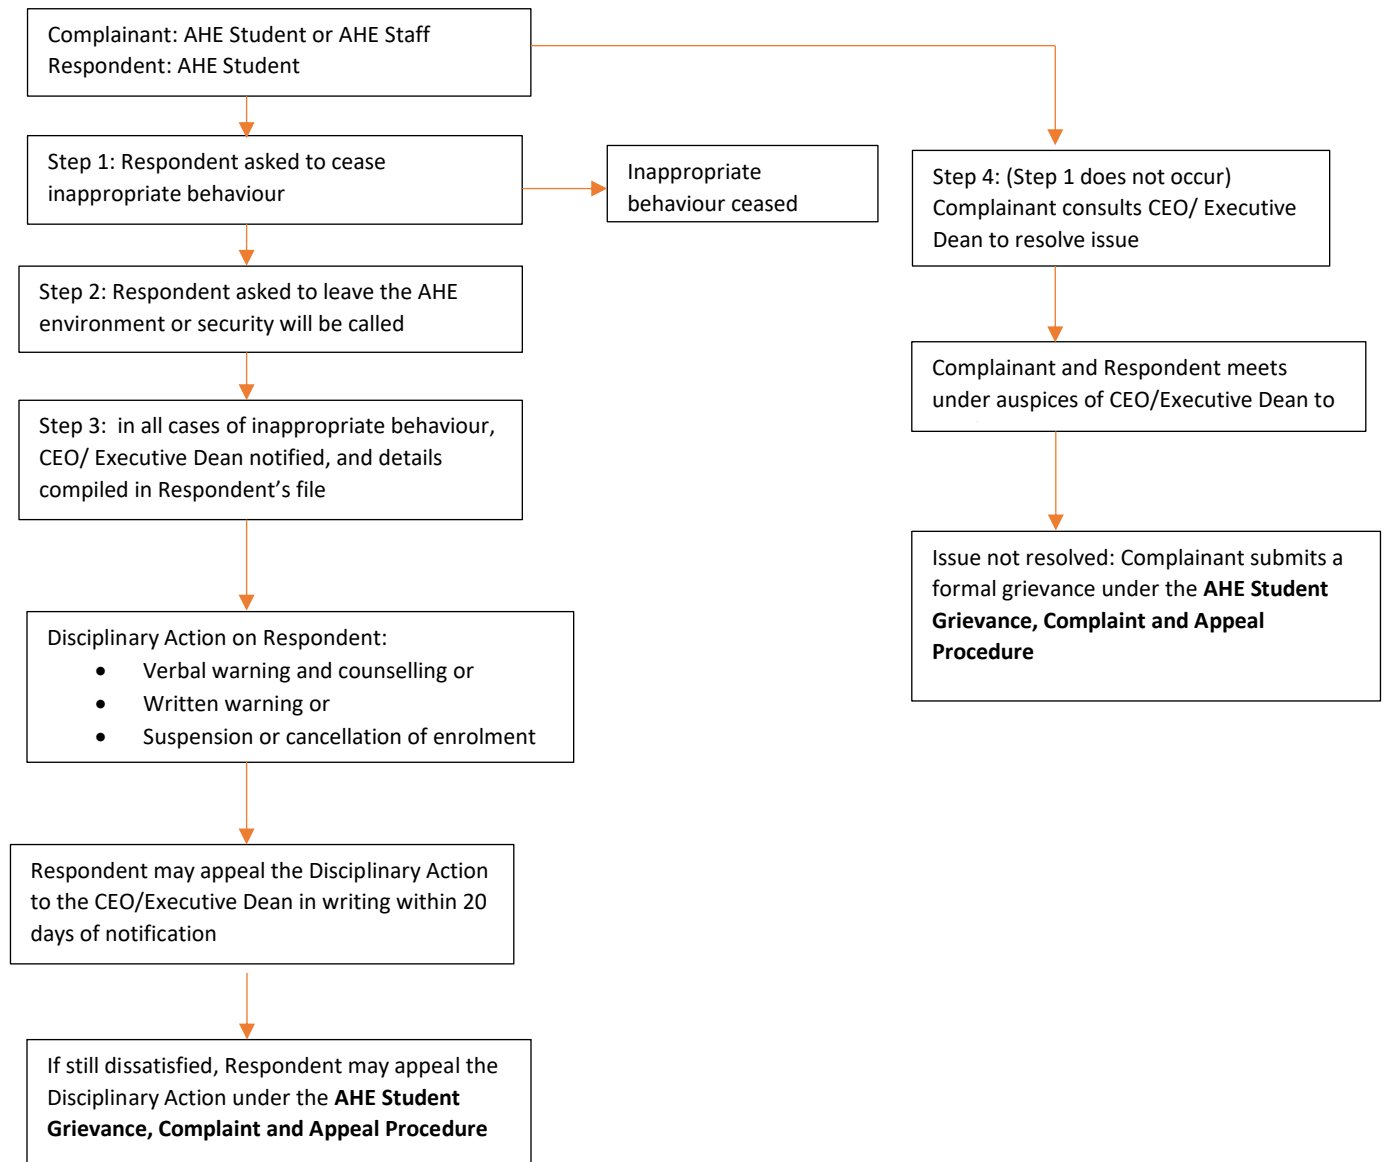 Complainant: AHE Student or AHE Staff
Respondent: AHE Student
Step 1: Respondent asked to cease
inappropriate behaviour
Inappropriate
behaviour ceased
Step 2: Respondent asked to leave the AHE
environment or security will be called
Step 3:  in all cases of inappropriate behaviour,
CEO/ Executive Dean notified, and details
compiled in Respondent’s file
Disciplinary Action on Respondent:
• Verbal warning and counselling or
• Written warning or
• Suspension or cancellation of enrolment
Respondent may appeal the Disciplinary Action
to the CEO/Executive Dean in writing within 20
days of notification
If still dissatisfied, Respondent may appeal the
Disciplinary Action under the AHE Student
Grievance, Complaint and Appeal Procedure
Step 4: (Step 1 does not occur)
Complainant consults CEO/ Executive
Dean to resolve issue
Complainant and Respondent meets
under auspices of CEO/Executive Dean to
Issue not resolved: Complainant submits a
formal grievance under the AHE Student
Grievance, Complaint and Appeal
Procedure